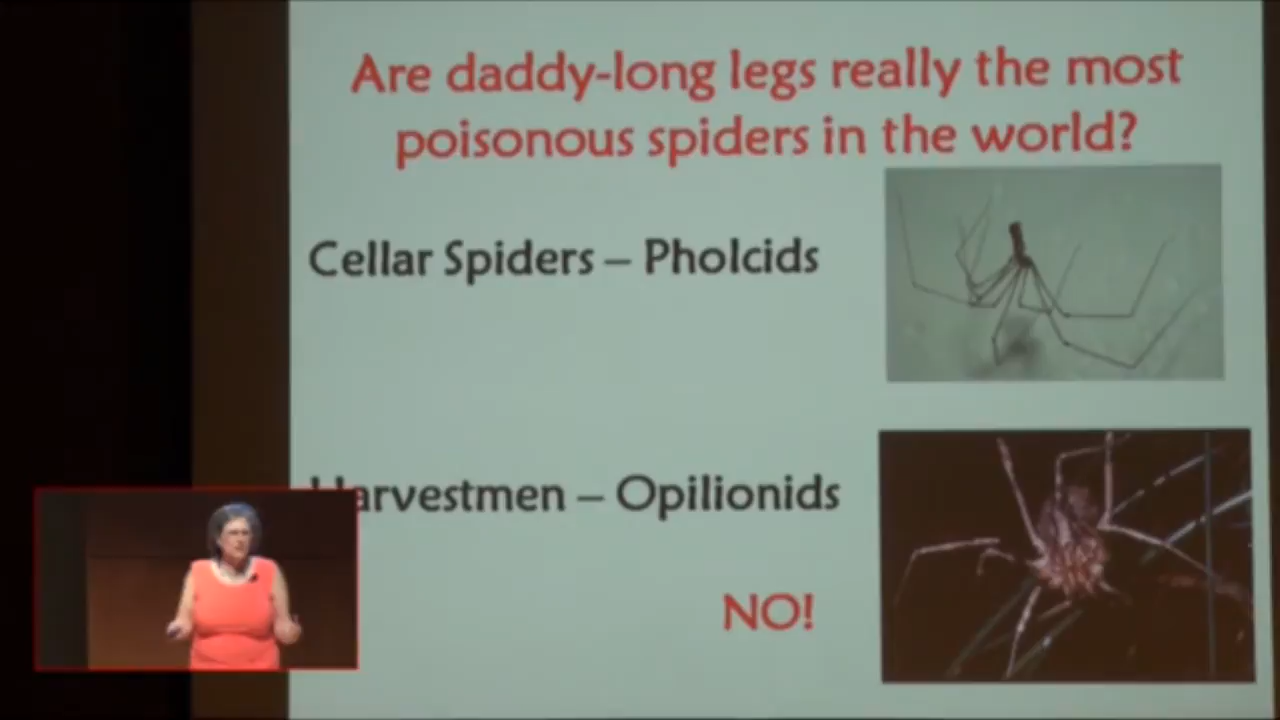 Are daddy-long legs really the most
poisonous spiders in the world?
Cellar Spiders – Pholcids
Harvestmen – Opilionids
NO!